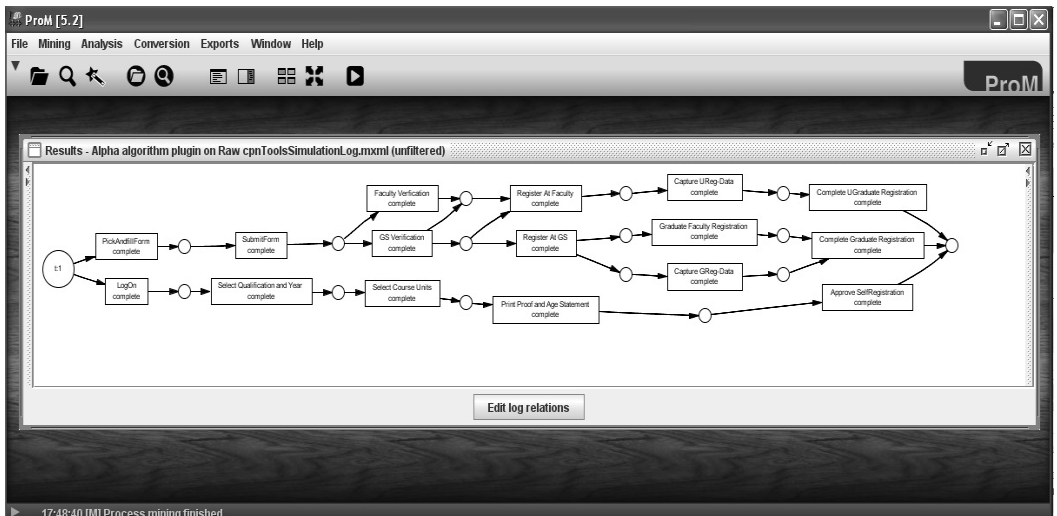 ProM [5.2]
File Mining Analysis Conversion Exports Window Help
ProM
Results - Alpha algorithm plugin on Raw cpnToolsSimulationLog.mxml (unfiltered)
Faculty Verfication
complete
Register At Faculty
complete
Capture UReg-Data
complete
Complete UGraduate Registration
complete
PickAndfillForm
complete
SubmitForm
complete
GS Verification
complete
Register At GS
complete
Graduate Faculty Registration
complete
Complete Graduate Registration
complete
t:1
LogOn
complete
Select Qualification and Year
complete
Select Course Units
complete
Capture GReg-Data
complete
Print Proof and Age Statement
complete
Approve SelfRegistration
complete
Edit log relations
17:48:40 [M] Process mining finished